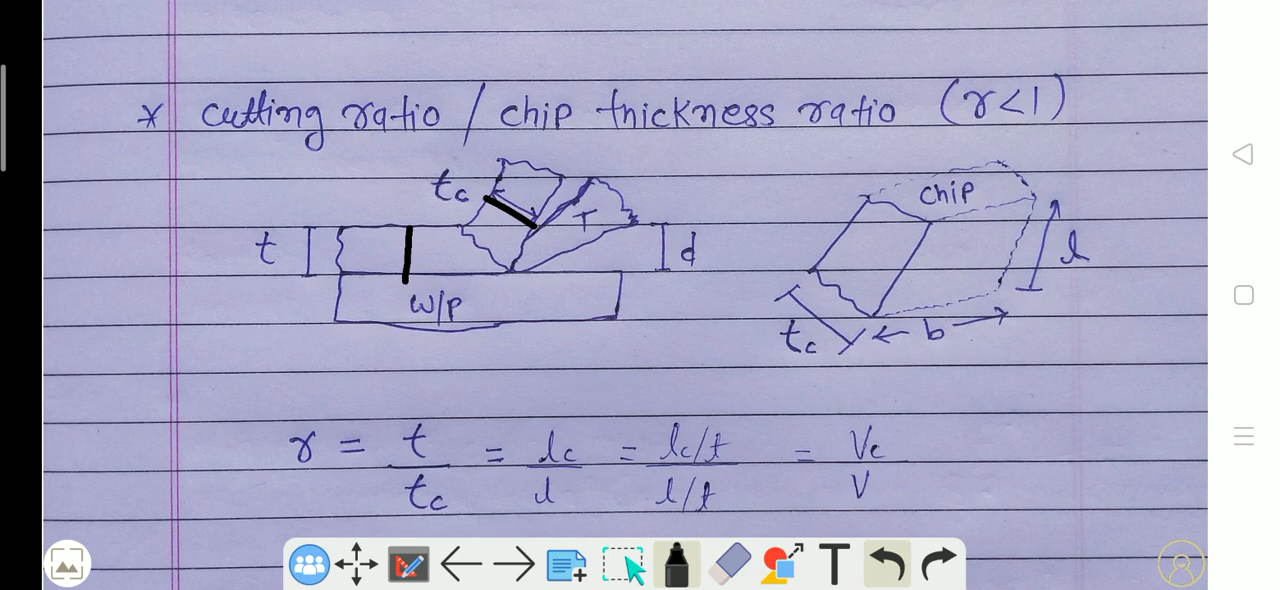 * cutting ratio / chip thickness ratio (r<1)
tc
T
chip
t
d
l
W/P
tc
b
r = t/tc = lc/l = lc/t / l/t = Vc/V
T